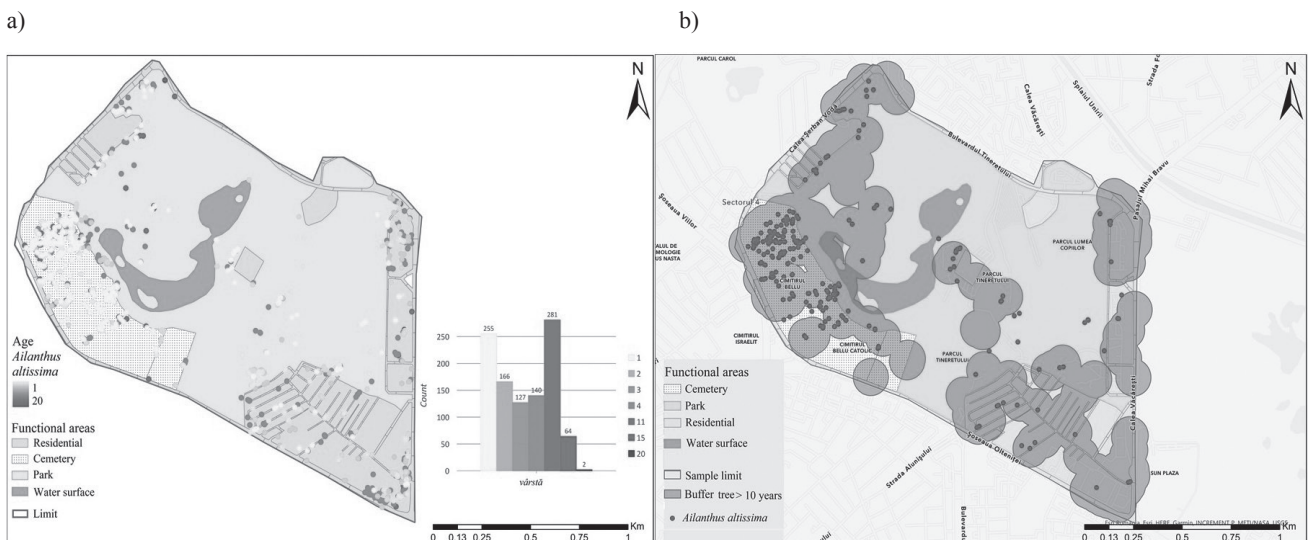 a)
N
255
166
127
140
281
64
2
250
200
150
100
50
0
Count
vârstă
1
2
3
4
11
15
20
Age
Ailanthus
altissima
1
20
Functional areas
Residential
Cemetery
Park
Water surface
Limit
Km
0 0.13 0.25 0.5 1
b)
PARCUL CAROL
N
Splaiul Unirii
Calea Văcărești
Calea Șerban Vodă
Bulevardul Tineretului
Pasajul Mihai Bravu
Șoseaua Viilor
Sectorul 4
PARCUL LUMEA
COPIILOR
PARCUL
TINERETULUI
CIMITIRUL
BELLU
CIMITIRUL
ISRAELIT
CIMITIRUL
BELLU CATOLIC
PARCUL
TINERETULUI
Calea Văcărești
Șoseaua Olteniței
SUN PLAZA
Strada Alunișului
Functional areas
Cemetery
Park
Residential
Water surface
Sample limit
Buffer tree > 10 years
Ailanthus altissima
Km
0 0.13 0.25 0.5 1